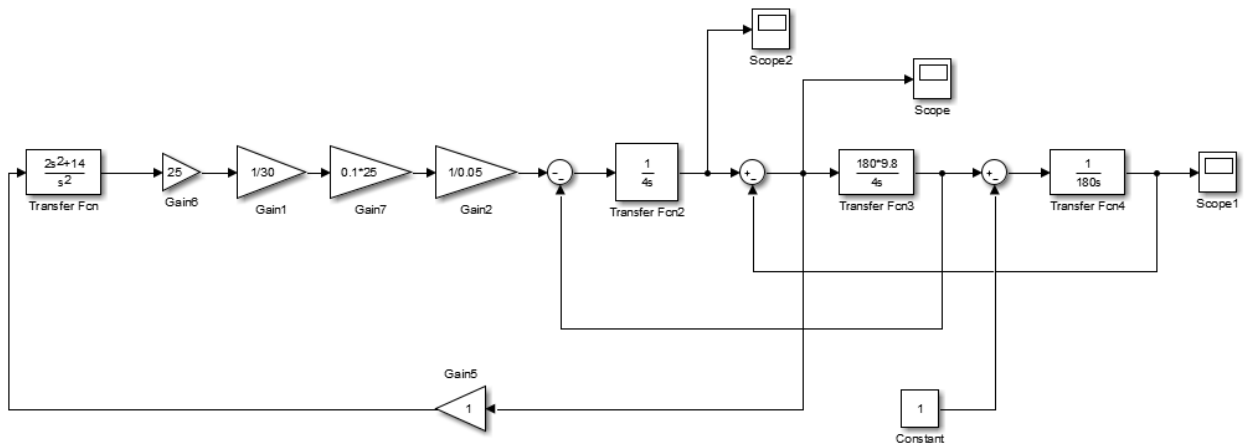 Scope2
Scope
2s²+14
s²
Transfer Fcn
25
Gain6
1/30
Gain1
0.1*25
Gain7
1/0.05
Gain2
1
4s
Transfer Fcn2
180*9.8
4s
Transfer Fcn3
1
180s
Transfer Fcn4
Scope1
Gain5
1
1
Constant